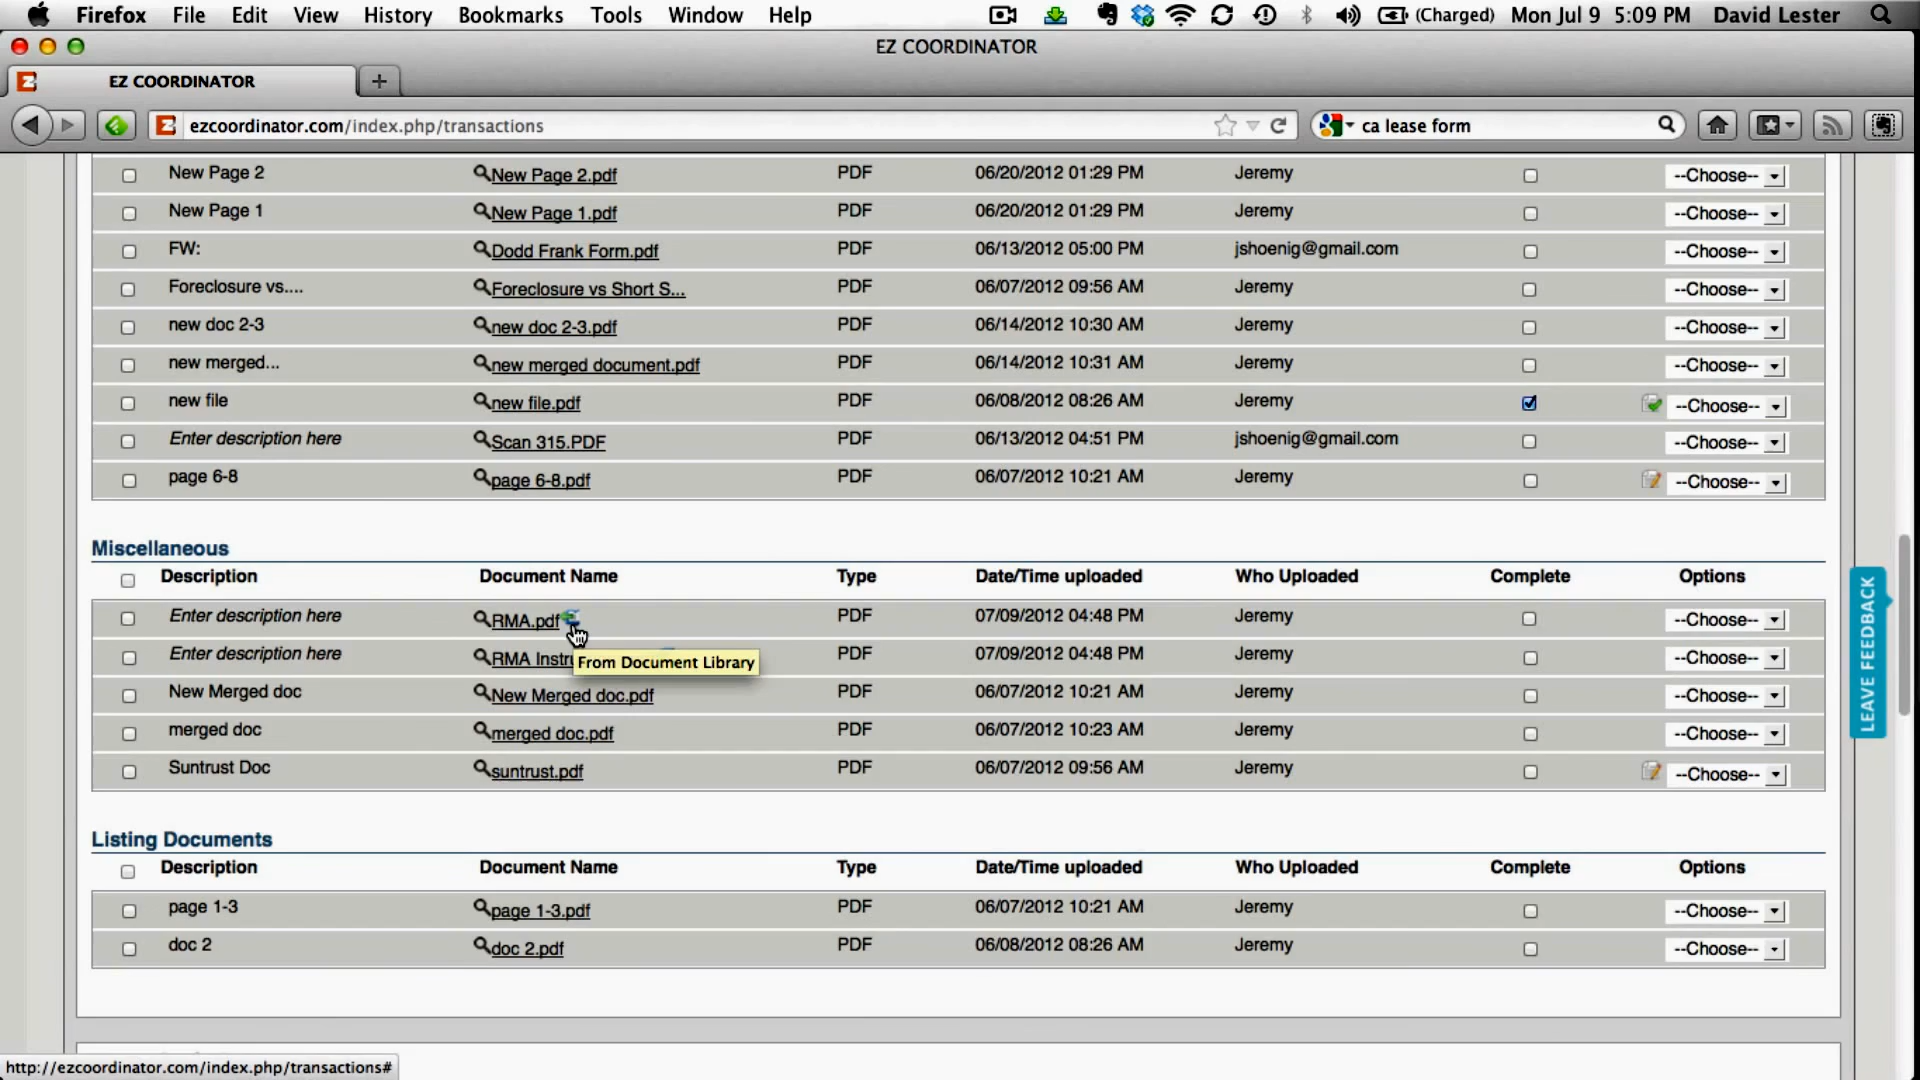 Firefox File Edit View History Bookmarks Tools Window Help (Charged) Mon Jul 9 5:09 PM David Lester
EZ COORDINATOR
EZ COORDINATOR
ezcoordinator.com/index.php/transactions ca lease form
New Page 2 New Page 2.pdf PDF 06/20/2012 01:29 PM Jeremy --Choose--
New Page 1 New Page 1.pdf PDF 06/20/2012 01:29 PM Jeremy --Choose--
FW: Dodd Frank Form.pdf PDF 06/13/2012 05:00 PM jshoenig@gmail.com --Choose--
Foreclosure vs.... Foreclosure vs Short S... PDF 06/07/2012 09:56 AM Jeremy --Choose--
new doc 2-3 new doc 2-3.pdf PDF 06/14/2012 10:30 AM Jeremy --Choose--
new merged... new merged document.pdf PDF 06/14/2012 10:31 AM Jeremy --Choose--
new file new file.pdf PDF 06/08/2012 08:26 AM Jeremy --Choose--
Enter description here Scan 315.PDF PDF 06/13/2012 04:51 PM jshoenig@gmail.com --Choose--
page 6-8 page 6-8.pdf PDF 06/07/2012 10:21 AM Jeremy --Choose--
Miscellaneous
Description Document Name Type Date/Time uploaded Who Uploaded Complete Options
Enter description here RMA.pdf PDF 07/09/2012 04:48 PM Jeremy --Choose--
Enter description here RMA Instru PDF 07/09/2012 04:48 PM Jeremy --Choose--
From Document Library
New Merged doc New Merged doc.pdf PDF 06/07/2012 10:21 AM Jeremy --Choose--
merged doc merged doc.pdf PDF 06/07/2012 10:23 AM Jeremy --Choose--
Suntrust Doc suntrust.pdf PDF 06/07/2012 09:56 AM Jeremy --Choose--
LEAVE FEEDBACK
Listing Documents
Description Document Name Type Date/Time uploaded Who Uploaded Complete Options
page 1-3 page 1-3.pdf PDF 06/07/2012 10:21 AM Jeremy --Choose--
doc 2 doc 2.pdf PDF 06/08/2012 08:26 AM Jeremy --Choose--
http://ezcoordinator.com/index.php/transactions#